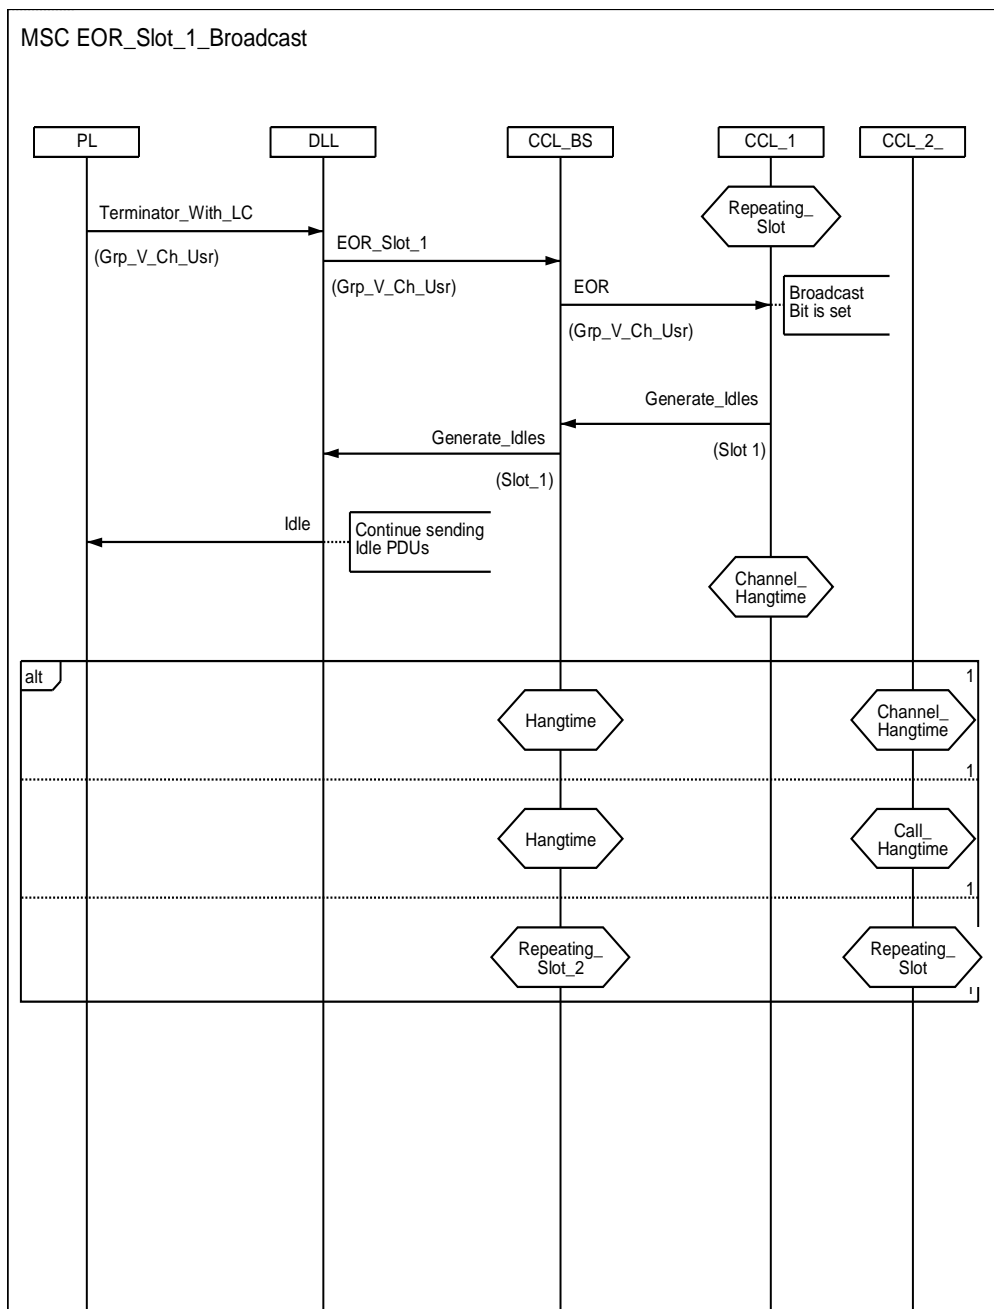 MSC EOR_Slot_1_Broadcast
PL
DLL
CCL_BS
CCL_1
CCL_2_
Repeating_
Slot
Terminator_With_LC
(Grp_V_Ch_Usr)
EOR_Slot_1
(Grp_V_Ch_Usr)
EOR
(Grp_V_Ch_Usr)
Broadcast
Bit is set
Generate_Idles
(Slot 1)
Generate_Idles
(Slot_1)
Idle
Continue sending
Idle PDUs
Channel_
Hangtime
alt
1
Hangtime
Channel_
Hangtime
1
Hangtime
Call_
Hangtime
1
Repeating_
Slot_2
Repeating_
Slot
1